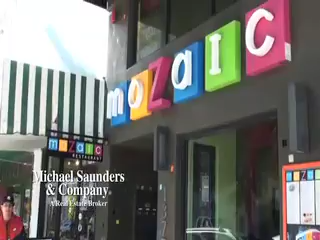 mozaic
mozaic
RESTAURANT
Michael Saunders
& Company
A Real Estate Broker